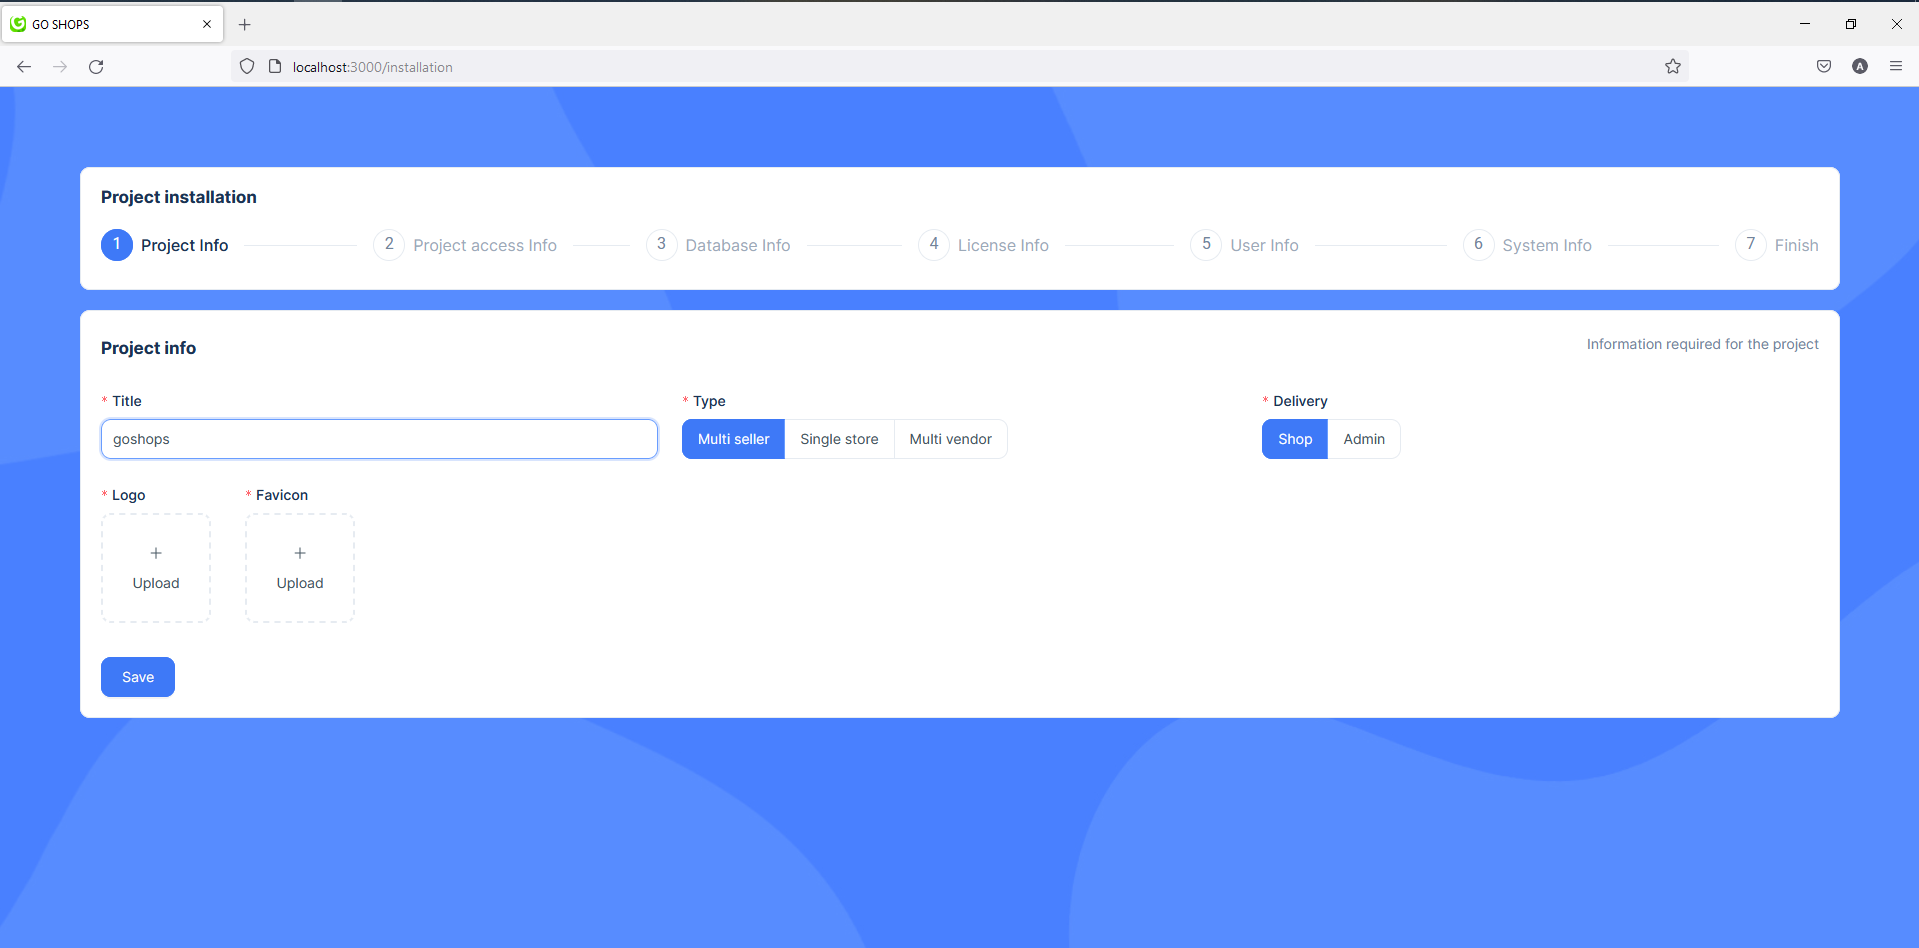 GO SHOPS
localhost:3000/installation
A
Project installation
1 Project Info 2 Project access Info 3 Database Info 4 License Info 5 User Info 6 System Info 7 Finish
Project info Information required for the project
* Title * Type * Delivery
goshops Multi seller Single store Multi vendor Shop Admin
* Logo * Favicon
+ +
Upload Upload
Save